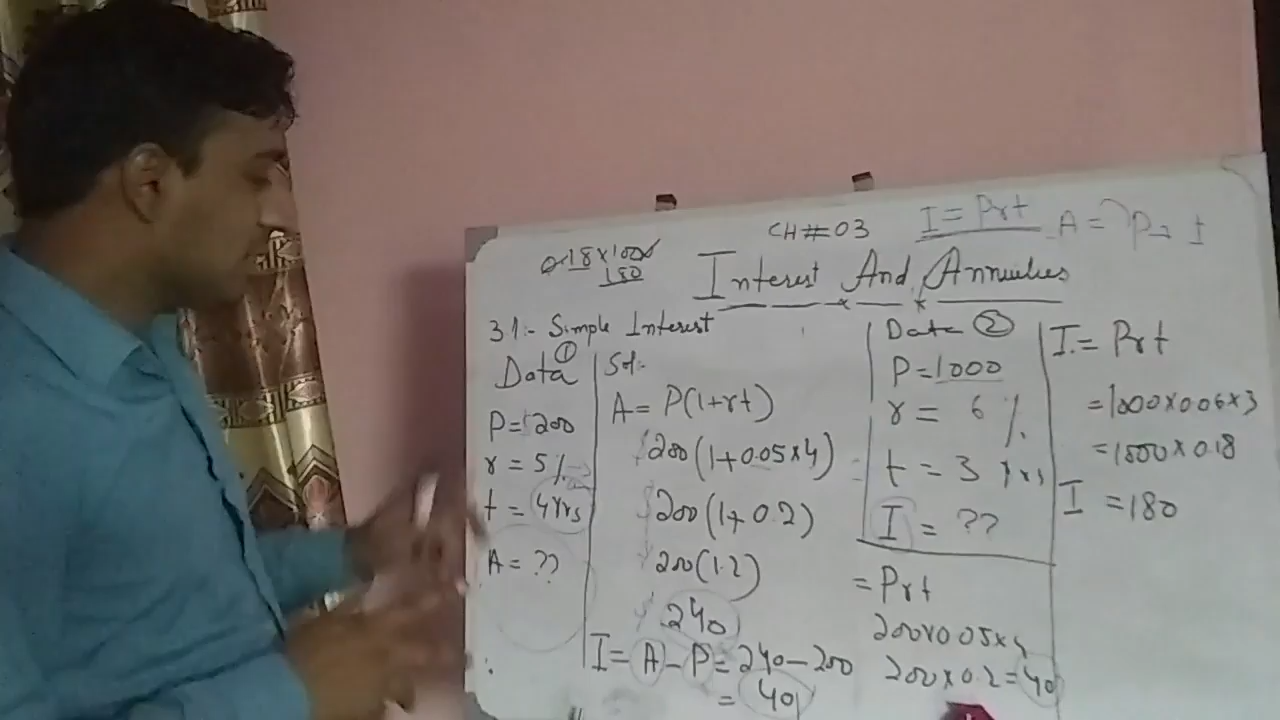 CH#03
I = Prt
A =
0.18×1000
180
Interest And Annuities
3.1:- Simple Interest
Data ①
P = 200
r = 5%
t = 4 Yrs
A = ??
Sol:-
A = P(1+rt)
200(1+0.05×4)
200(1+0.2)
200(1.2)
240
I = A - P = 240 - 200
= 40
Data ②
P = 1000
r = 6%
t = 3 Yrs
I = ??
= Prt
200×0.05×4
200×0.2 = 40
I = Prt
= 1000×0.06×3
= 1000×0.18
I = 180